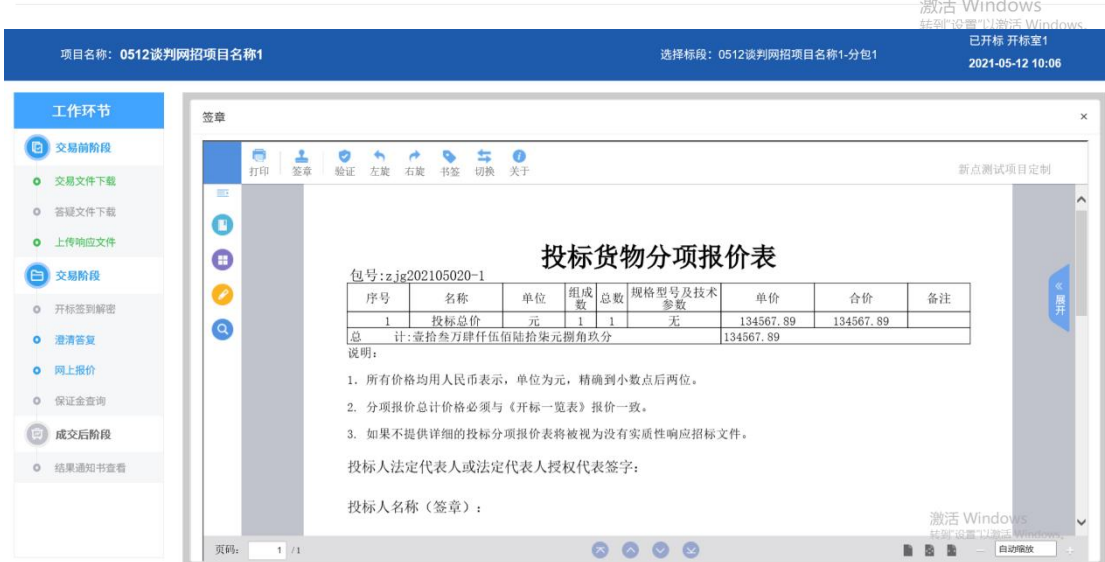 激活 Windows
转到"设置"以激活 Windows。
项目名称：0512谈判网招项目名称1
选择标段：0512谈判网招项目名称1-分包1
已开标 开标室1
2021-05-12 10:06
工作环节
交易前阶段
交易文件下载
答疑文件下载
上传响应文件
交易阶段
开标签到解密
澄清答复
网上报价
保证金查询
成交后阶段
结果通知书查看
签章 ×
打印 签章 验证 左旋 右旋 书签 切换 关于
新点测试项目定制
投标货物分项报价表
包号:zjg202105020-1
序号 名称 单位 组成数 总数 规格型号及技术参数 单价 合价 备注
1 投标总价 元 1 1 无 134567.89 134567.89
总 计:壹拾叁万肆仟伍佰陆拾柒元捌角玖分 134567.89
说明：
1. 所有价格均用人民币表示，单位为元，精确到小数点后两位。
2. 分项报价总计价格必须与《开标一览表》报价一致。
3. 如果不提供详细的投标分项报价表将被视为没有实质性响应招标文件。
投标人法定代表人或法定代表人授权代表签字：
投标人名称（签章）：
《 展开
激活 Windows
转到"设置"以激活 Windows。
页码： 1 /1
自动缩放